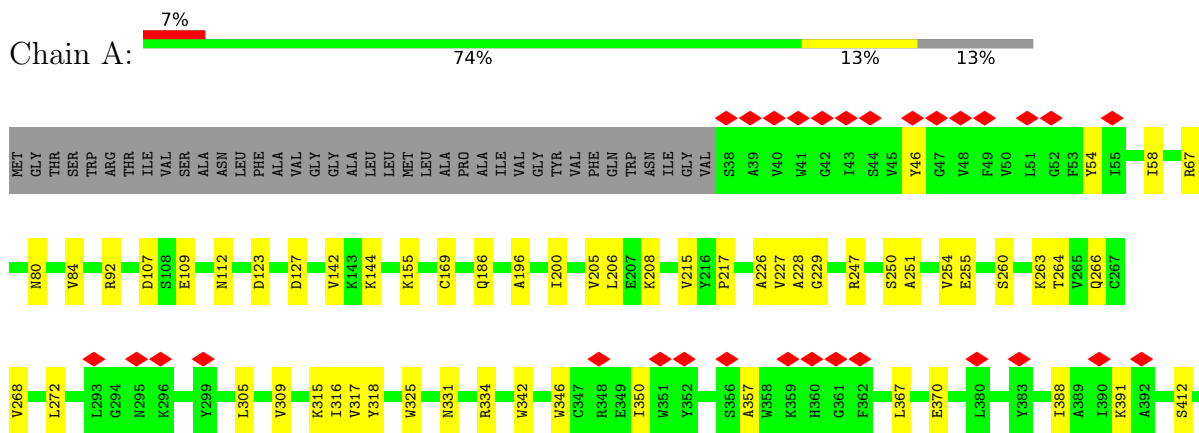 7%
Chain A:
74% 13% 13%
MET GLY THR SER TRP ARG THR ILE VAL SER ALA ASN LEU PHE ALA VAL GLY GLY ALA LEU LEU MET LEU ALA PRO ALA ILE VAL GLY TYR VAL PHE GLN TRP ASN ILE GLY VAL S38 A39 V40 W41 G42 I43 S44 V45 Y46 G47 V48 F49 V50 L51 G52 F53 Y54 I55 I58 R67
N80 V84 R92 D107 S108 E109 N112 D123 D127 V142 K143 K144 K155 C169 Q186 A196 I200 V205 L206 E207 K208 V215 Y216 P217 A226 V227 A228 G229 R247 S250 A251 V254 E255 S260 K263 T264 V265 Q266 C267
V268 L272 L293 G294 N295 K296 Y299 L305 V309 K315 I316 V317 Y318 W325 N331 R334 W342 W346 C347 R348 E349 I350 W351 Y352 S356 A357 W358 K359 H360 G361 F362 L367 E370 L380 Y383 I388 A389 I390 K391 A392 S412